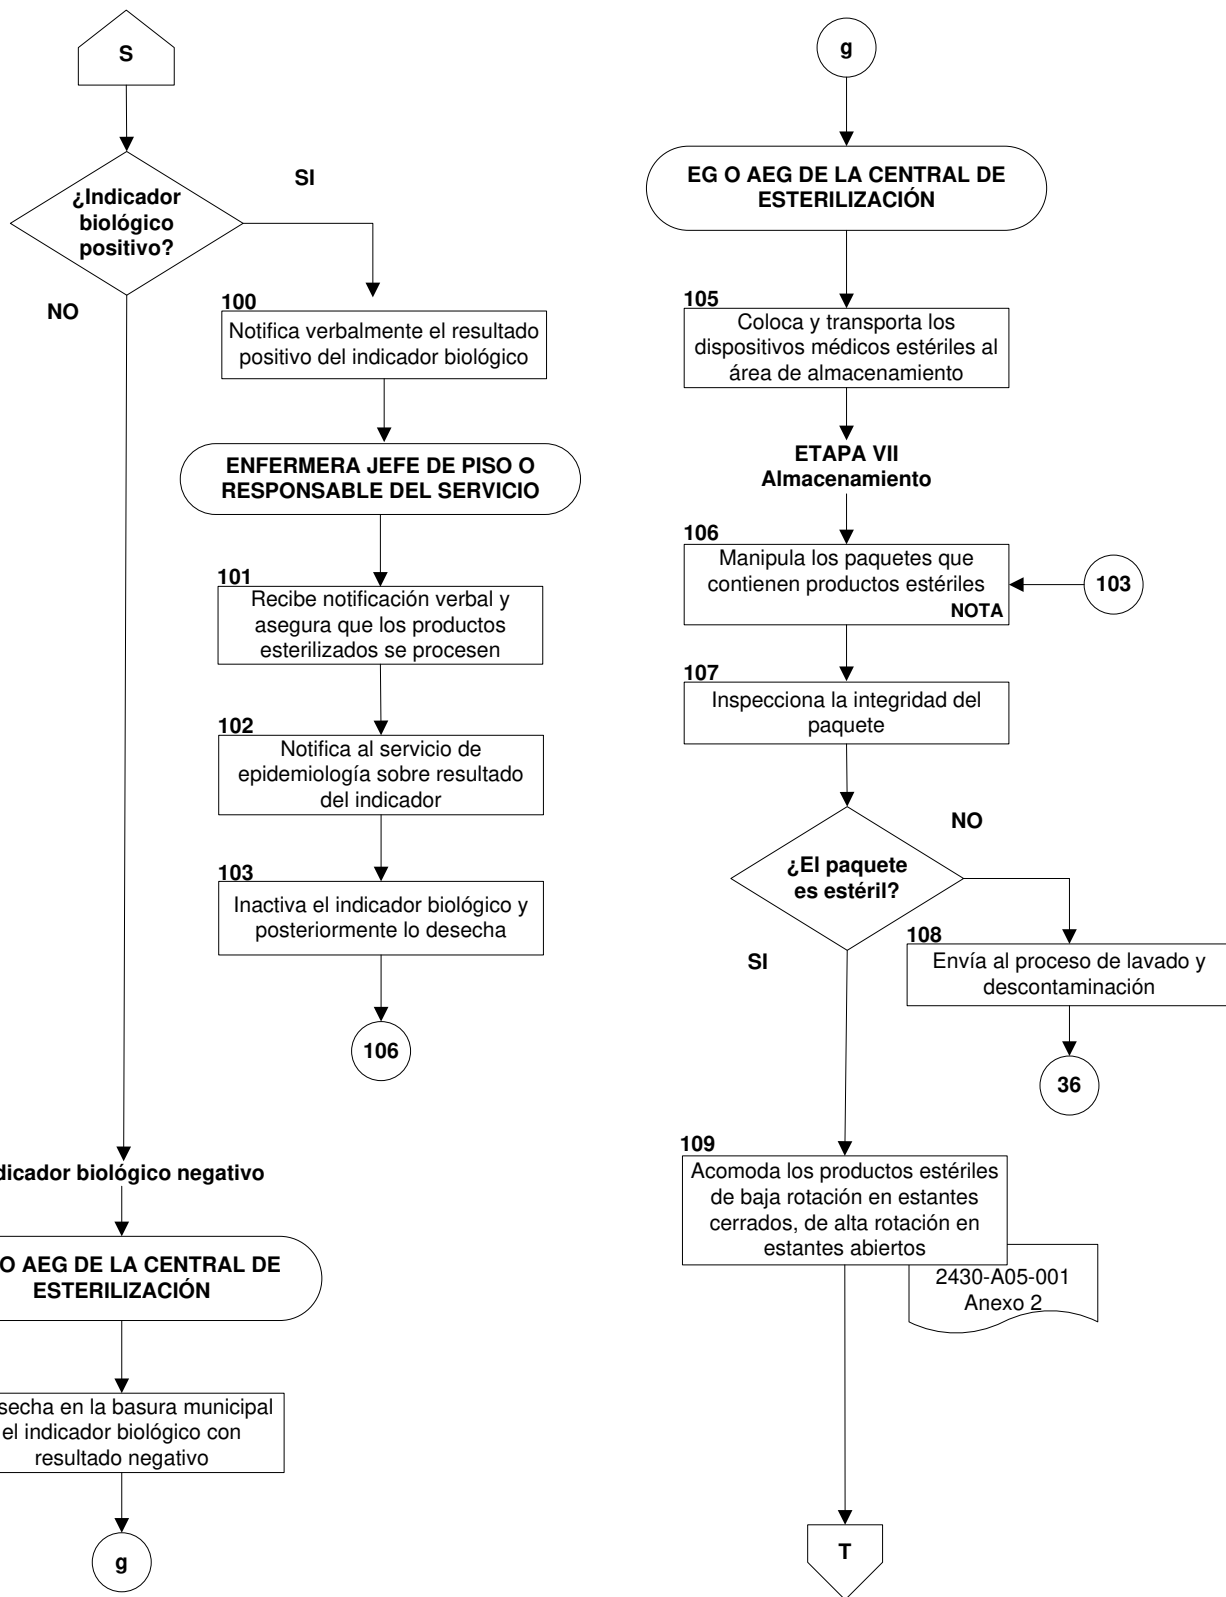 S
¿Indicador
biológico
positivo?
SI
NO
100
Notifica verbalmente el resultado
positivo del indicador biológico
ENFERMERA JEFE DE PISO O
RESPONSABLE DEL SERVICIO
101
Recibe notificación verbal y
asegura que los productos
esterilizados se procesen
102
Notifica al servicio de
epidemiología sobre resultado
del indicador
103
Inactiva el indicador biológico y
posteriormente lo desecha
106
dicador biológico negativo
O AEG DE LA CENTRAL DE
ESTERILIZACIÓN
secha en la basura municipal
el indicador biológico con
resultado negativo
g
g
EG O AEG DE LA CENTRAL DE
ESTERILIZACIÓN
105
Coloca y transporta los
dispositivos médicos estériles al
área de almacenamiento
ETAPA VII
Almacenamiento
106
Manipula los paquetes que
contienen productos estériles
NOTA
103
107
Inspecciona la integridad del
paquete
¿El paquete
es estéril?
NO
SI
108
Envía al proceso de lavado y
descontaminación
36
109
Acomoda los productos estériles
de baja rotación en estantes
cerrados, de alta rotación en
estantes abiertos
2430-A05-001
Anexo 2
T